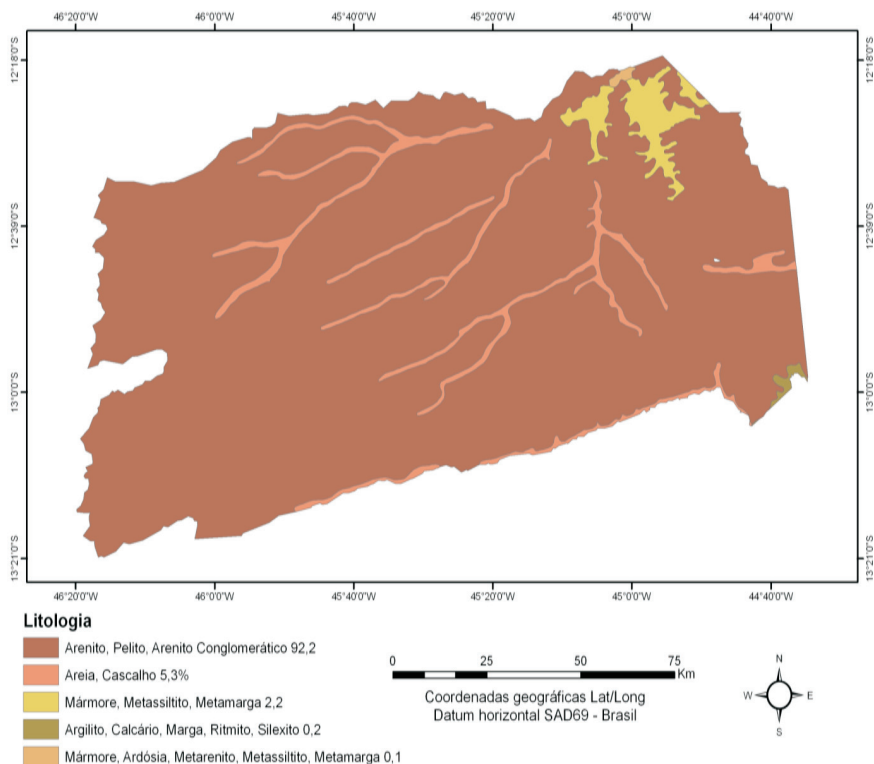 46°20'0"W 46°0'0"W 45°40'0"W 45°20'0"W 45°0'0"W 44°40'0"W
12°18'0"S 12°18'0"S
12°39'0"S 12°39'0"S
13°0'0"S 13°0'0"S
13°21'0"S 13°21'0"S
46°20'0"W 46°0'0"W 45°40'0"W 45°20'0"W 45°0'0"W 44°40'0"W
Litologia
Arenito, Pelito, Arenito Conglomerático 92,2
Areia, Cascalho 5,3%
Mármore, Metassiltito, Metamarga 2,2
Argilito, Calcário, Marga, Ritmito, Silexito 0,2
Mármore, Ardósia, Metarenito, Metassiltito, Metamarga 0,1
0 25 50 75
Km
Coordenadas geográficas Lat/Long
Datum horizontal SAD69 - Brasil
N
W E
S